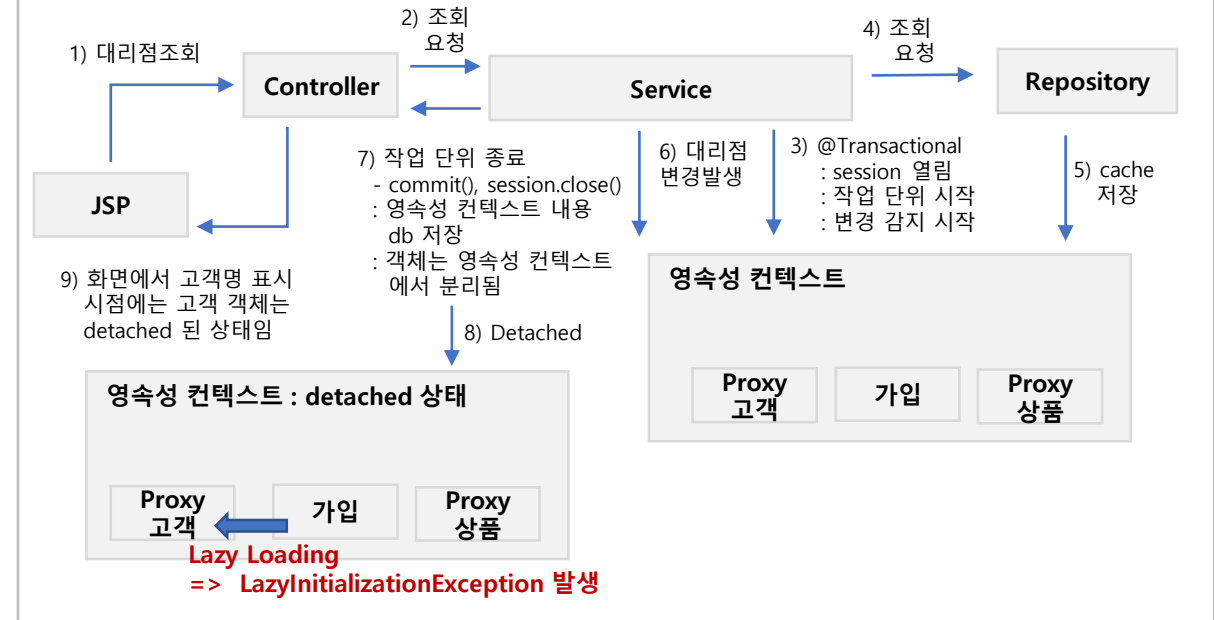 1) 대리점조회
2) 조회
요청
4) 조회
요청
Controller
Service
Repository
JSP
7) 작업 단위 종료
- commit(), session.close()
: 영속성 컨텍스트 내용
db 저장
: 객체는 영속성 컨텍스트
에서 분리됨
6) 대리점
변경발생
3) @Transactional
: session 열림
: 작업 단위 시작
: 변경 감지 시작
5) cache
저장
9) 화면에서 고객명 표시
시점에는 고객 객체는
detached 된 상태임
8) Detached
영속성 컨텍스트
Proxy
고객
가입
Proxy
상품
영속성 컨텍스트 : detached 상태
Proxy
고객
가입
Proxy
상품
Lazy Loading
=> LazyInitializationException 발생